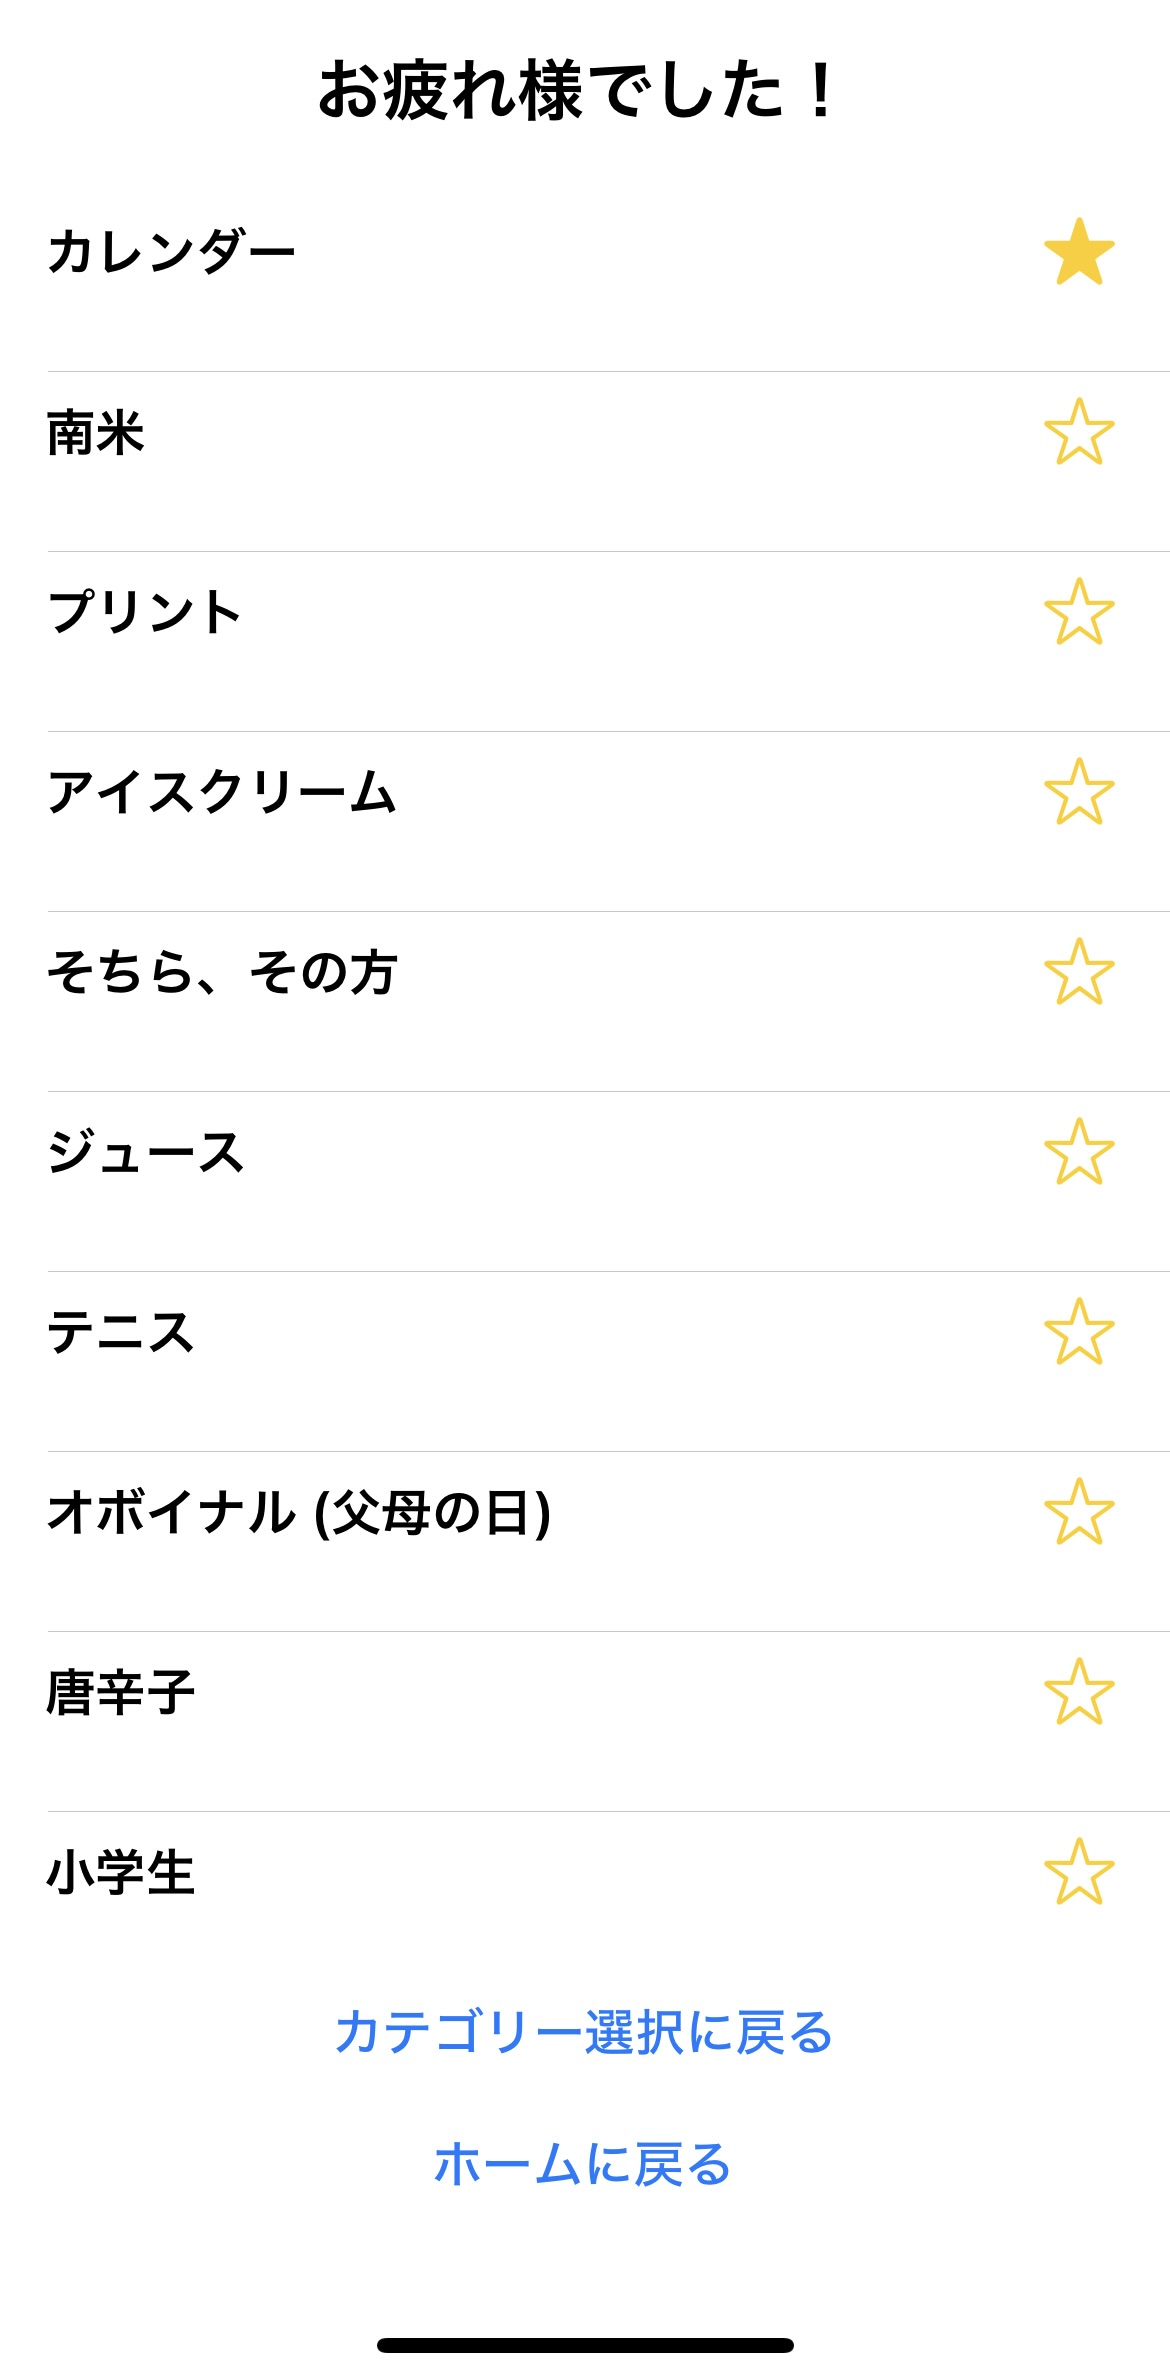 お疲れ様でした！
カレンダー
南米
プリント
アイスクリーム
そちら、その方
ジュース
テニス
オボイナル (父母の日)
唐辛子
小学生
カテゴリー選択に戻る
ホームに戻る